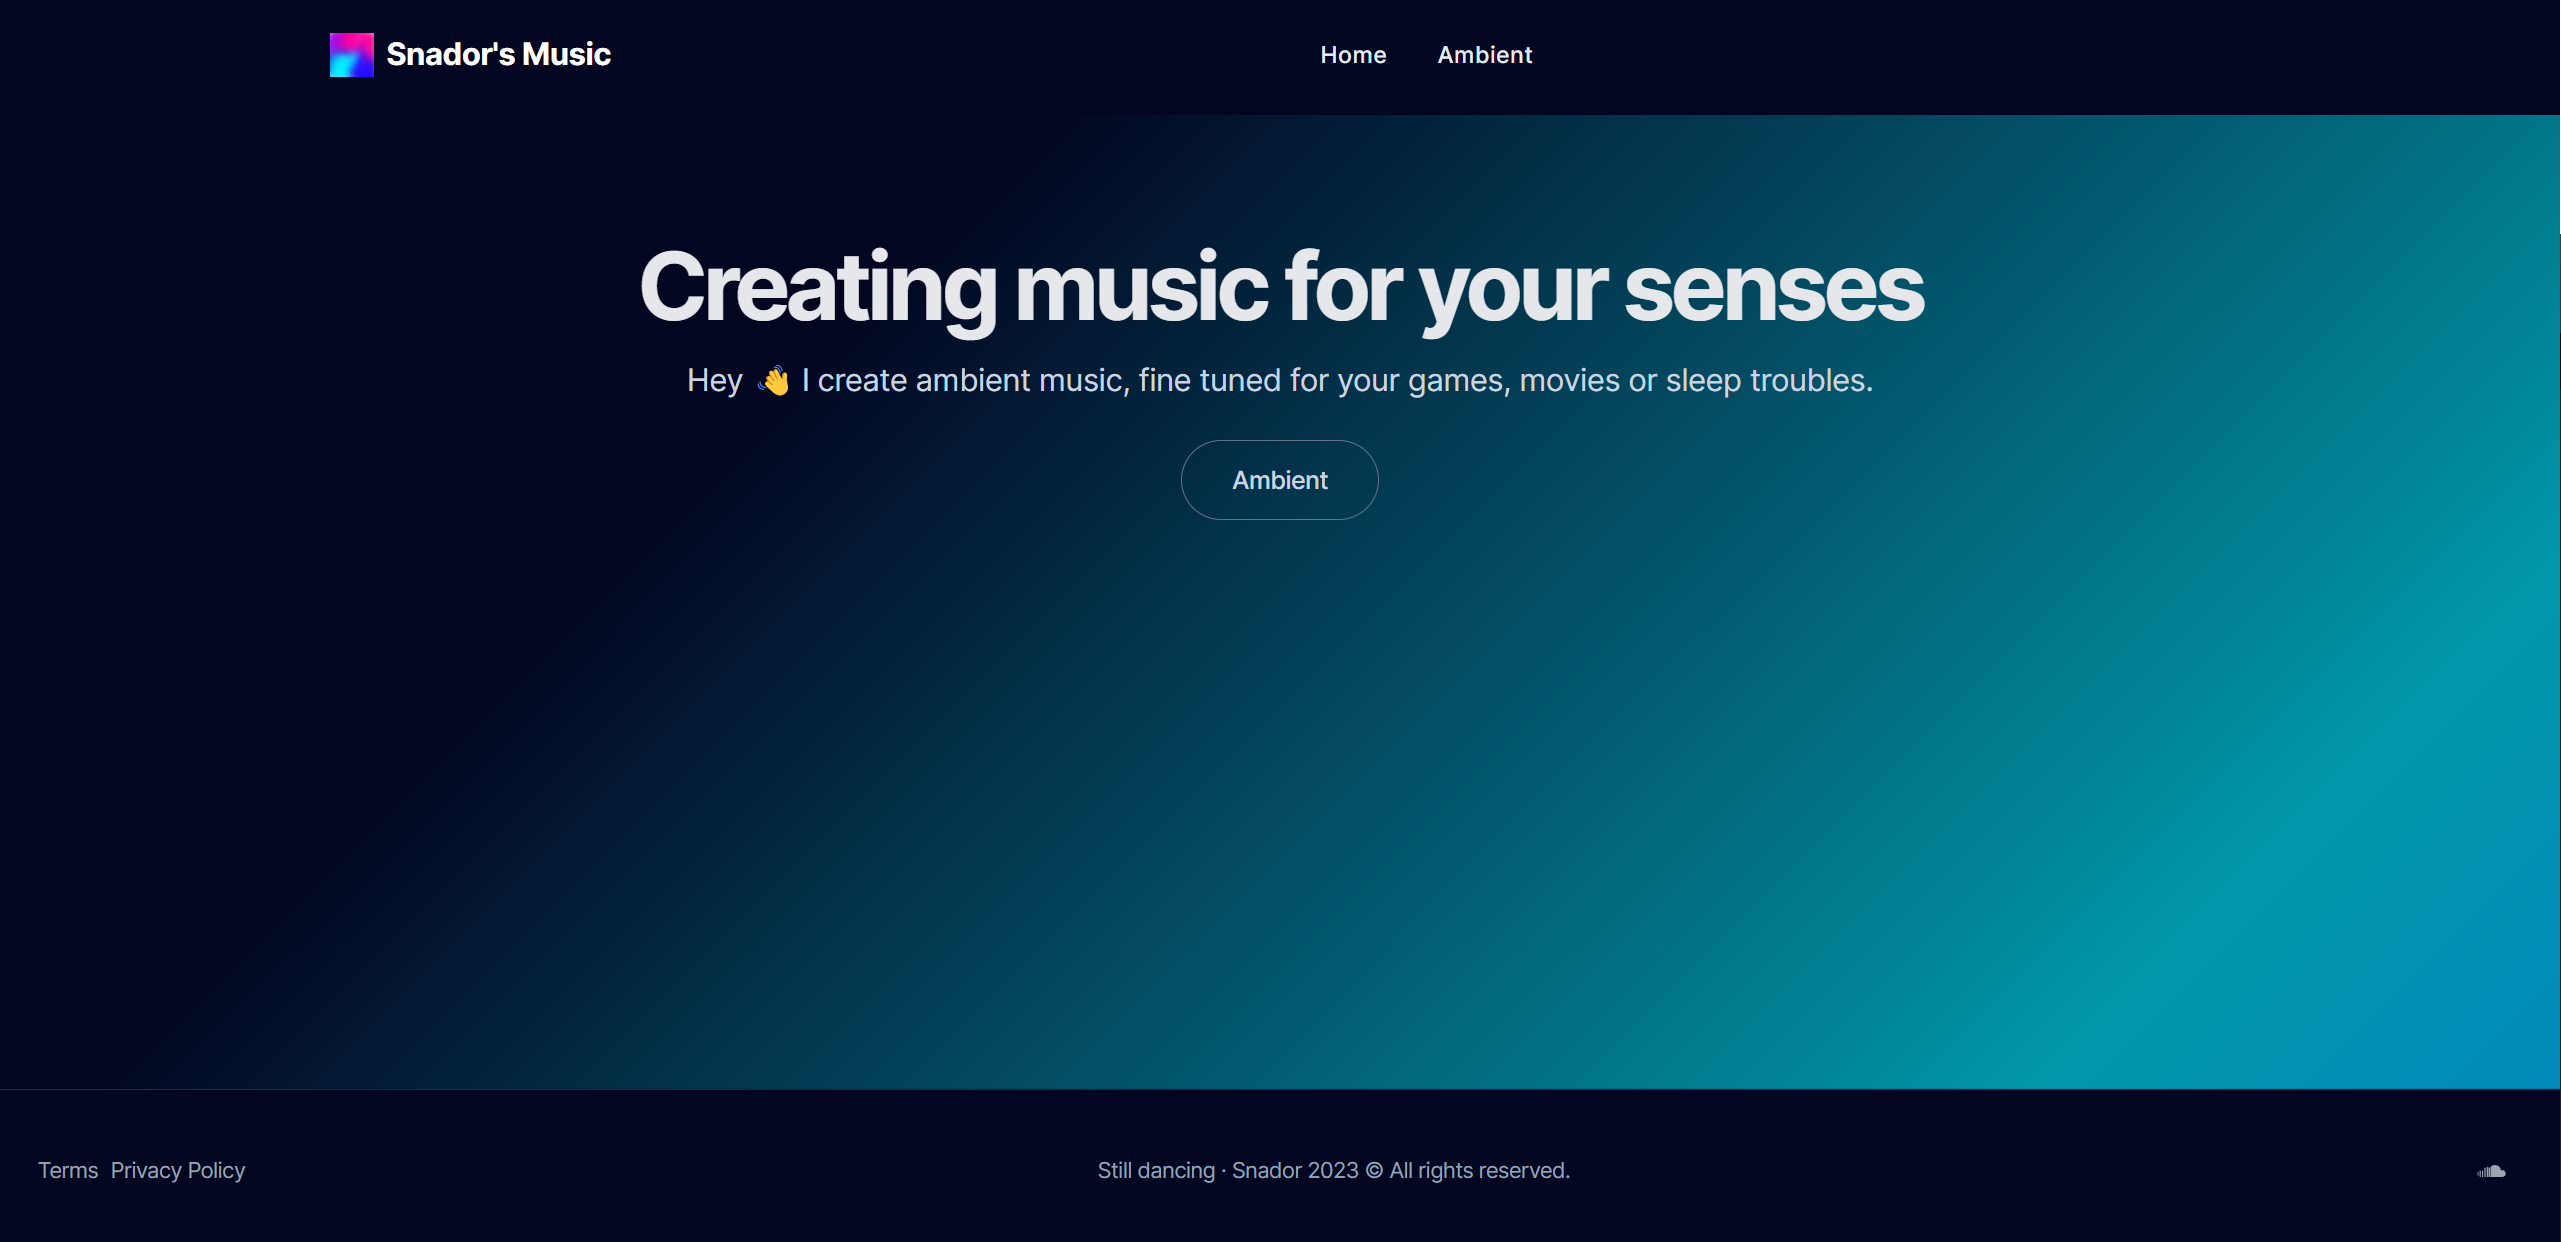 Snador's Music
Home Ambient
Creating music for your senses
Hey 👋 I create ambient music, fine tuned for your games, movies or sleep troubles.
Ambient
Terms Privacy Policy
Still dancing · Snador 2023 © All rights reserved.